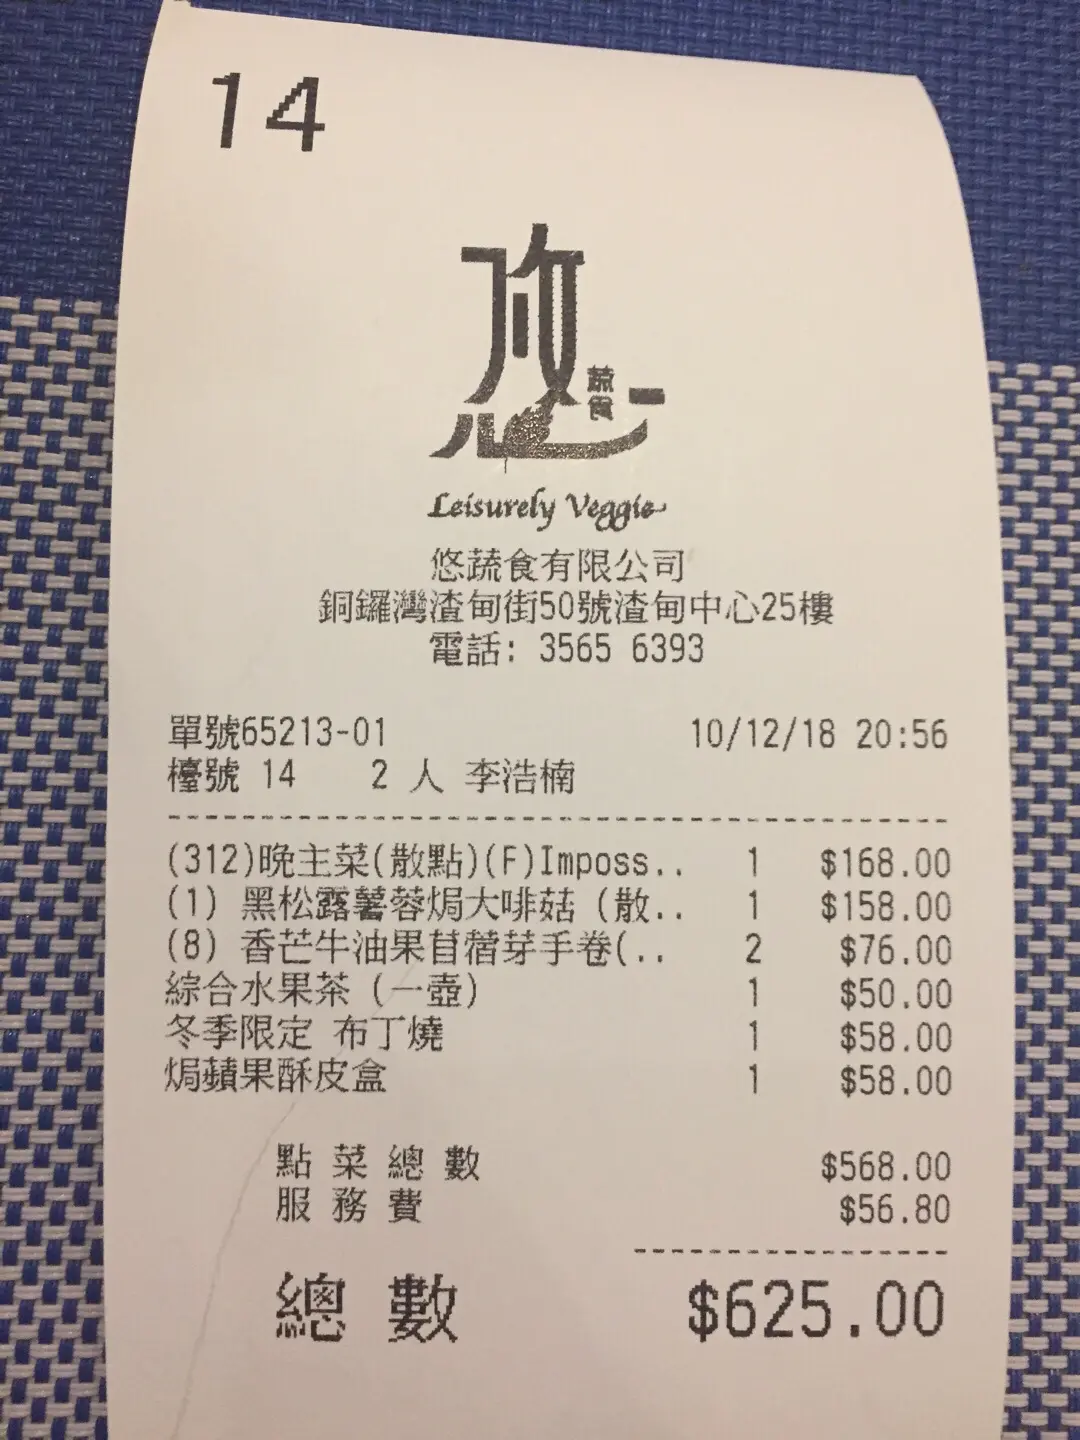 14
悠
蔬食
Leisurely Veggie
悠蔬食有限公司
銅鑼灣渣甸街50號渣甸中心25樓
電話: 3565 6393
單號65213-01 10/12/18 20:56
檯號 14 2 人 李浩楠
(312)晚主菜(散點)(F)Imposs.. 1 $168.00
(1) 黑松露薯蓉焗大啡菇 (散.. 1 $158.00
(8) 香芒牛油果苜蓿芽手卷(.. 2 $76.00
綜合水果茶 (一壺) 1 $50.00
冬季限定 布丁燒 1 $58.00
焗蘋果酥皮盒 1 $58.00
點 菜 總 數 $568.00
服 務 費 $56.80
總 數 $625.00